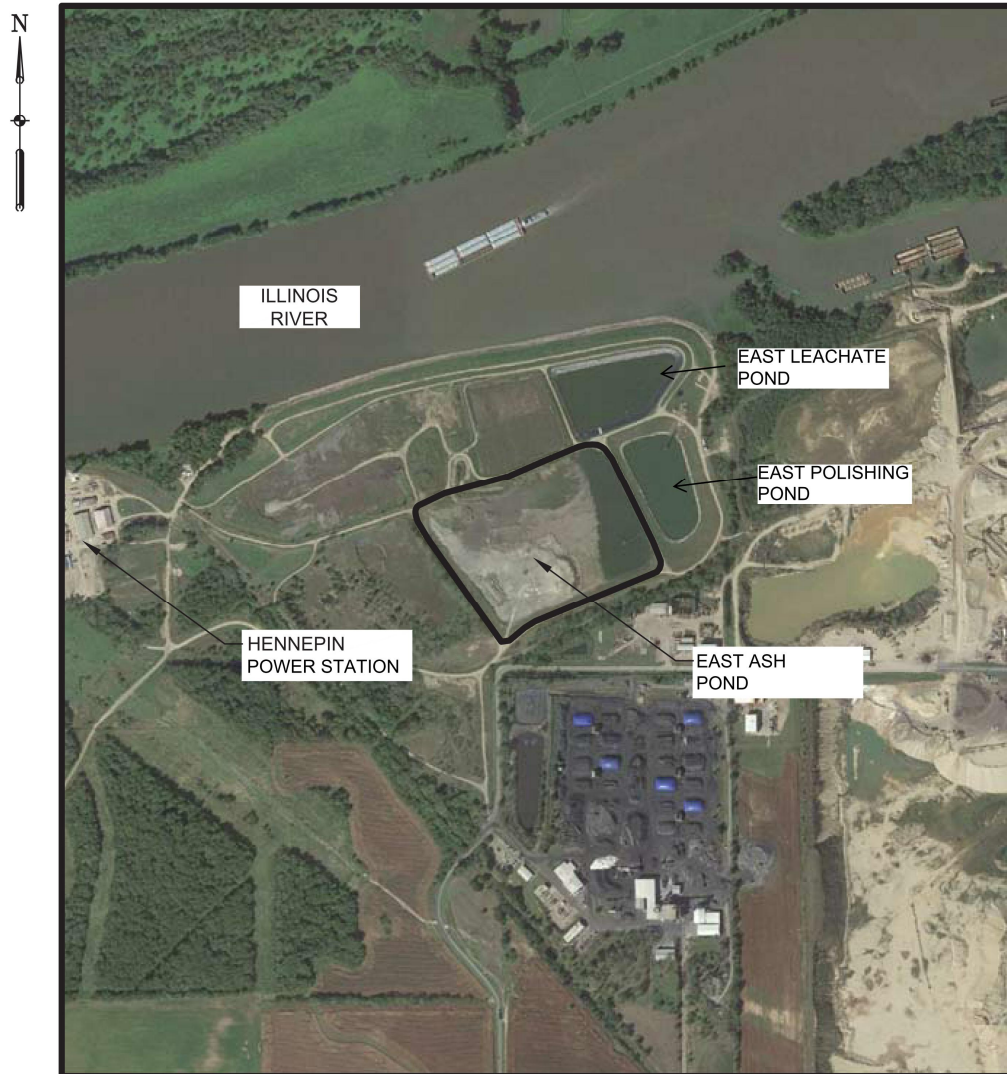 N
ILLINOIS
RIVER
EAST LEACHATE
POND
EAST POLISHING
POND
HENNEPIN
POWER STATION
EAST ASH
POND